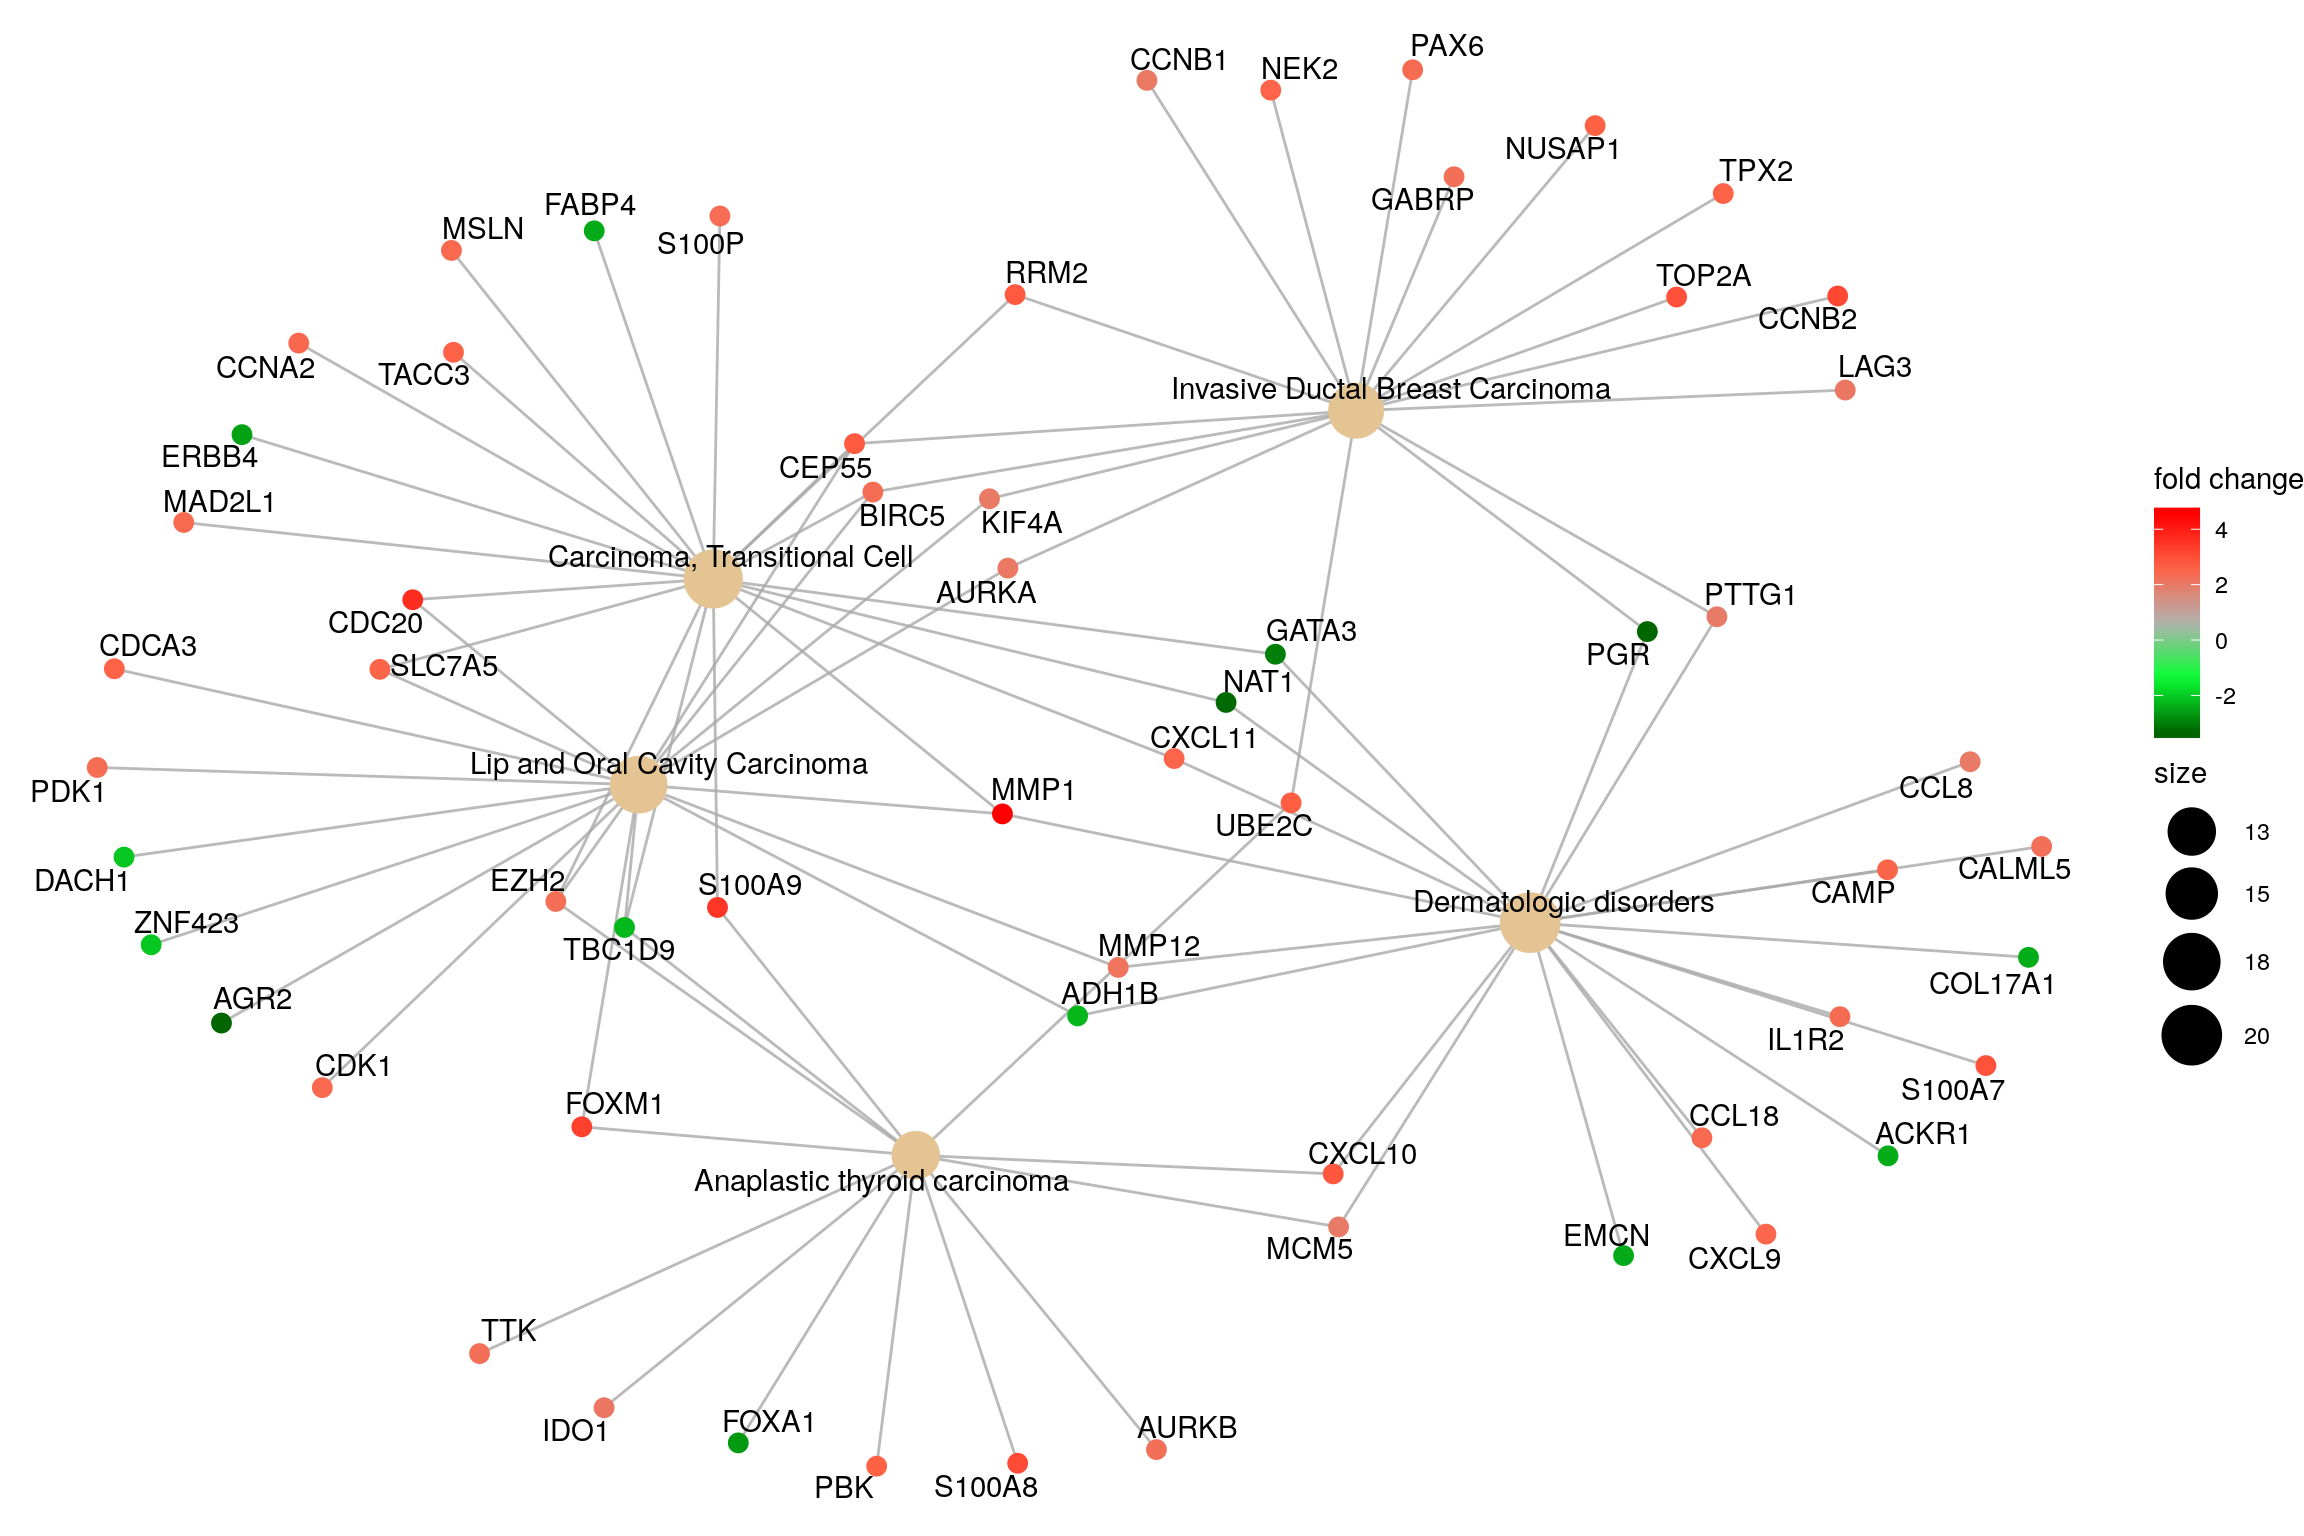 PAX6
CCNB1
NEK2
NUSAP1
TPX2
GABRP
FABP4
MSLN
S100P
RRM2
TOP2A
CCNB2
CCNA2
TACC3
LAG3
Invasive Ductal Breast Carcinoma
ERBB4
CEP55
MAD2L1
BIRC5
KIF4A
Carcinoma, Transitional Cell
AURKA
PTTG1
CDC20
GATA3
CDCA3
SLC7A5
PGR
NAT1
CXCL11
Lip and Oral Cavity Carcinoma
PDK1
MMP1
CCL8
UBE2C
DACH1
EZH2
S100A9
CALML5
CAMP
Dermatologic disorders
ZNF423
TBC1D9
MMP12
COL17A1
AGR2
ADH1B
IL1R2
CDK1
S100A7
FOXM1
CCL18
ACKR1
CXCL10
Anaplastic thyroid carcinoma
MCM5
EMCN
CXCL9
TTK
IDO1
FOXA1
AURKB
PBK
S100A8
fold change
4
2
0
-2
size
13
15
18
20